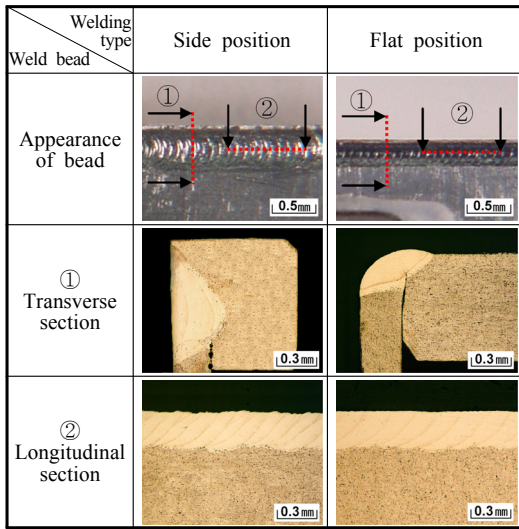 Welding
type
Weld bead
Side position
Flat position
Appearance
of bead
①
②
0.5mm
①
②
0.5mm
①
Transverse
section
0.3mm
0.3mm
②
Longitudinal
section
0.3mm
0.3mm